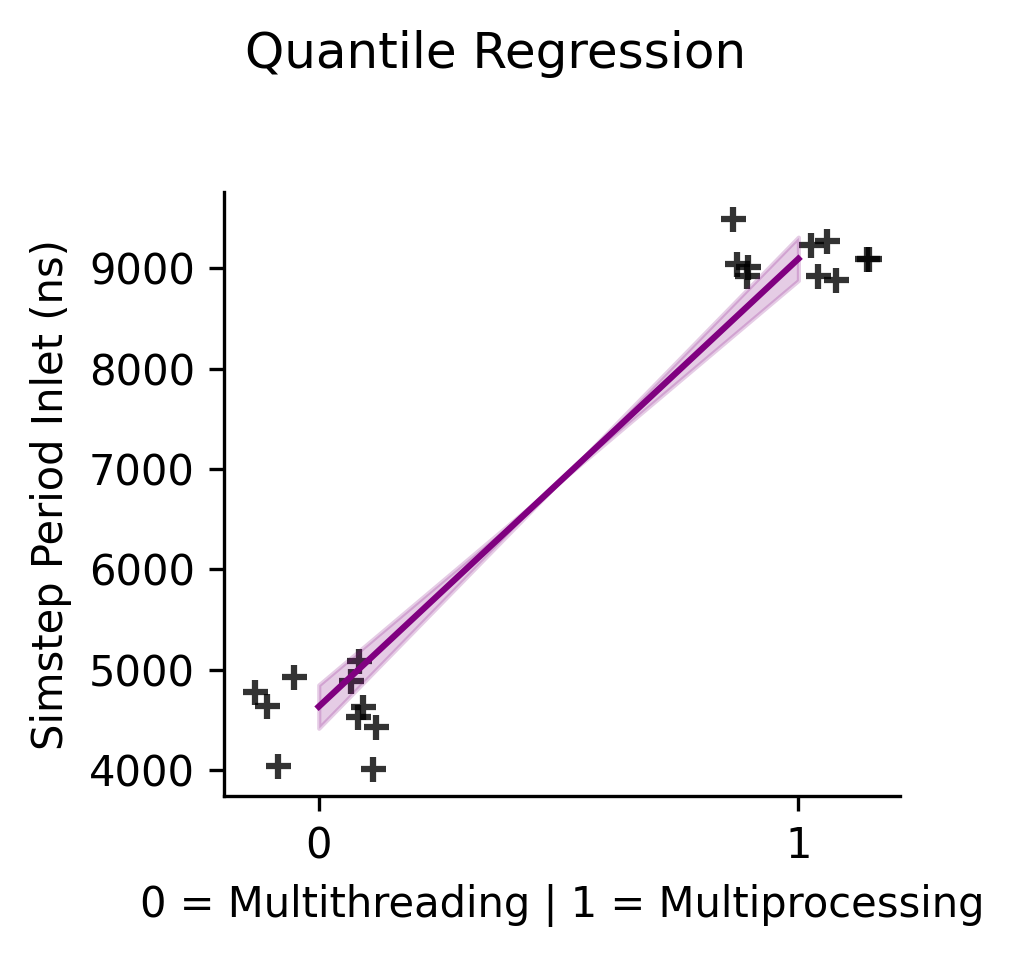 Quantile Regression
Simstep Period Inlet (ns)
9000
8000
7000
6000
5000
4000
0 1
0 = Multithreading | 1 = Multiprocessing